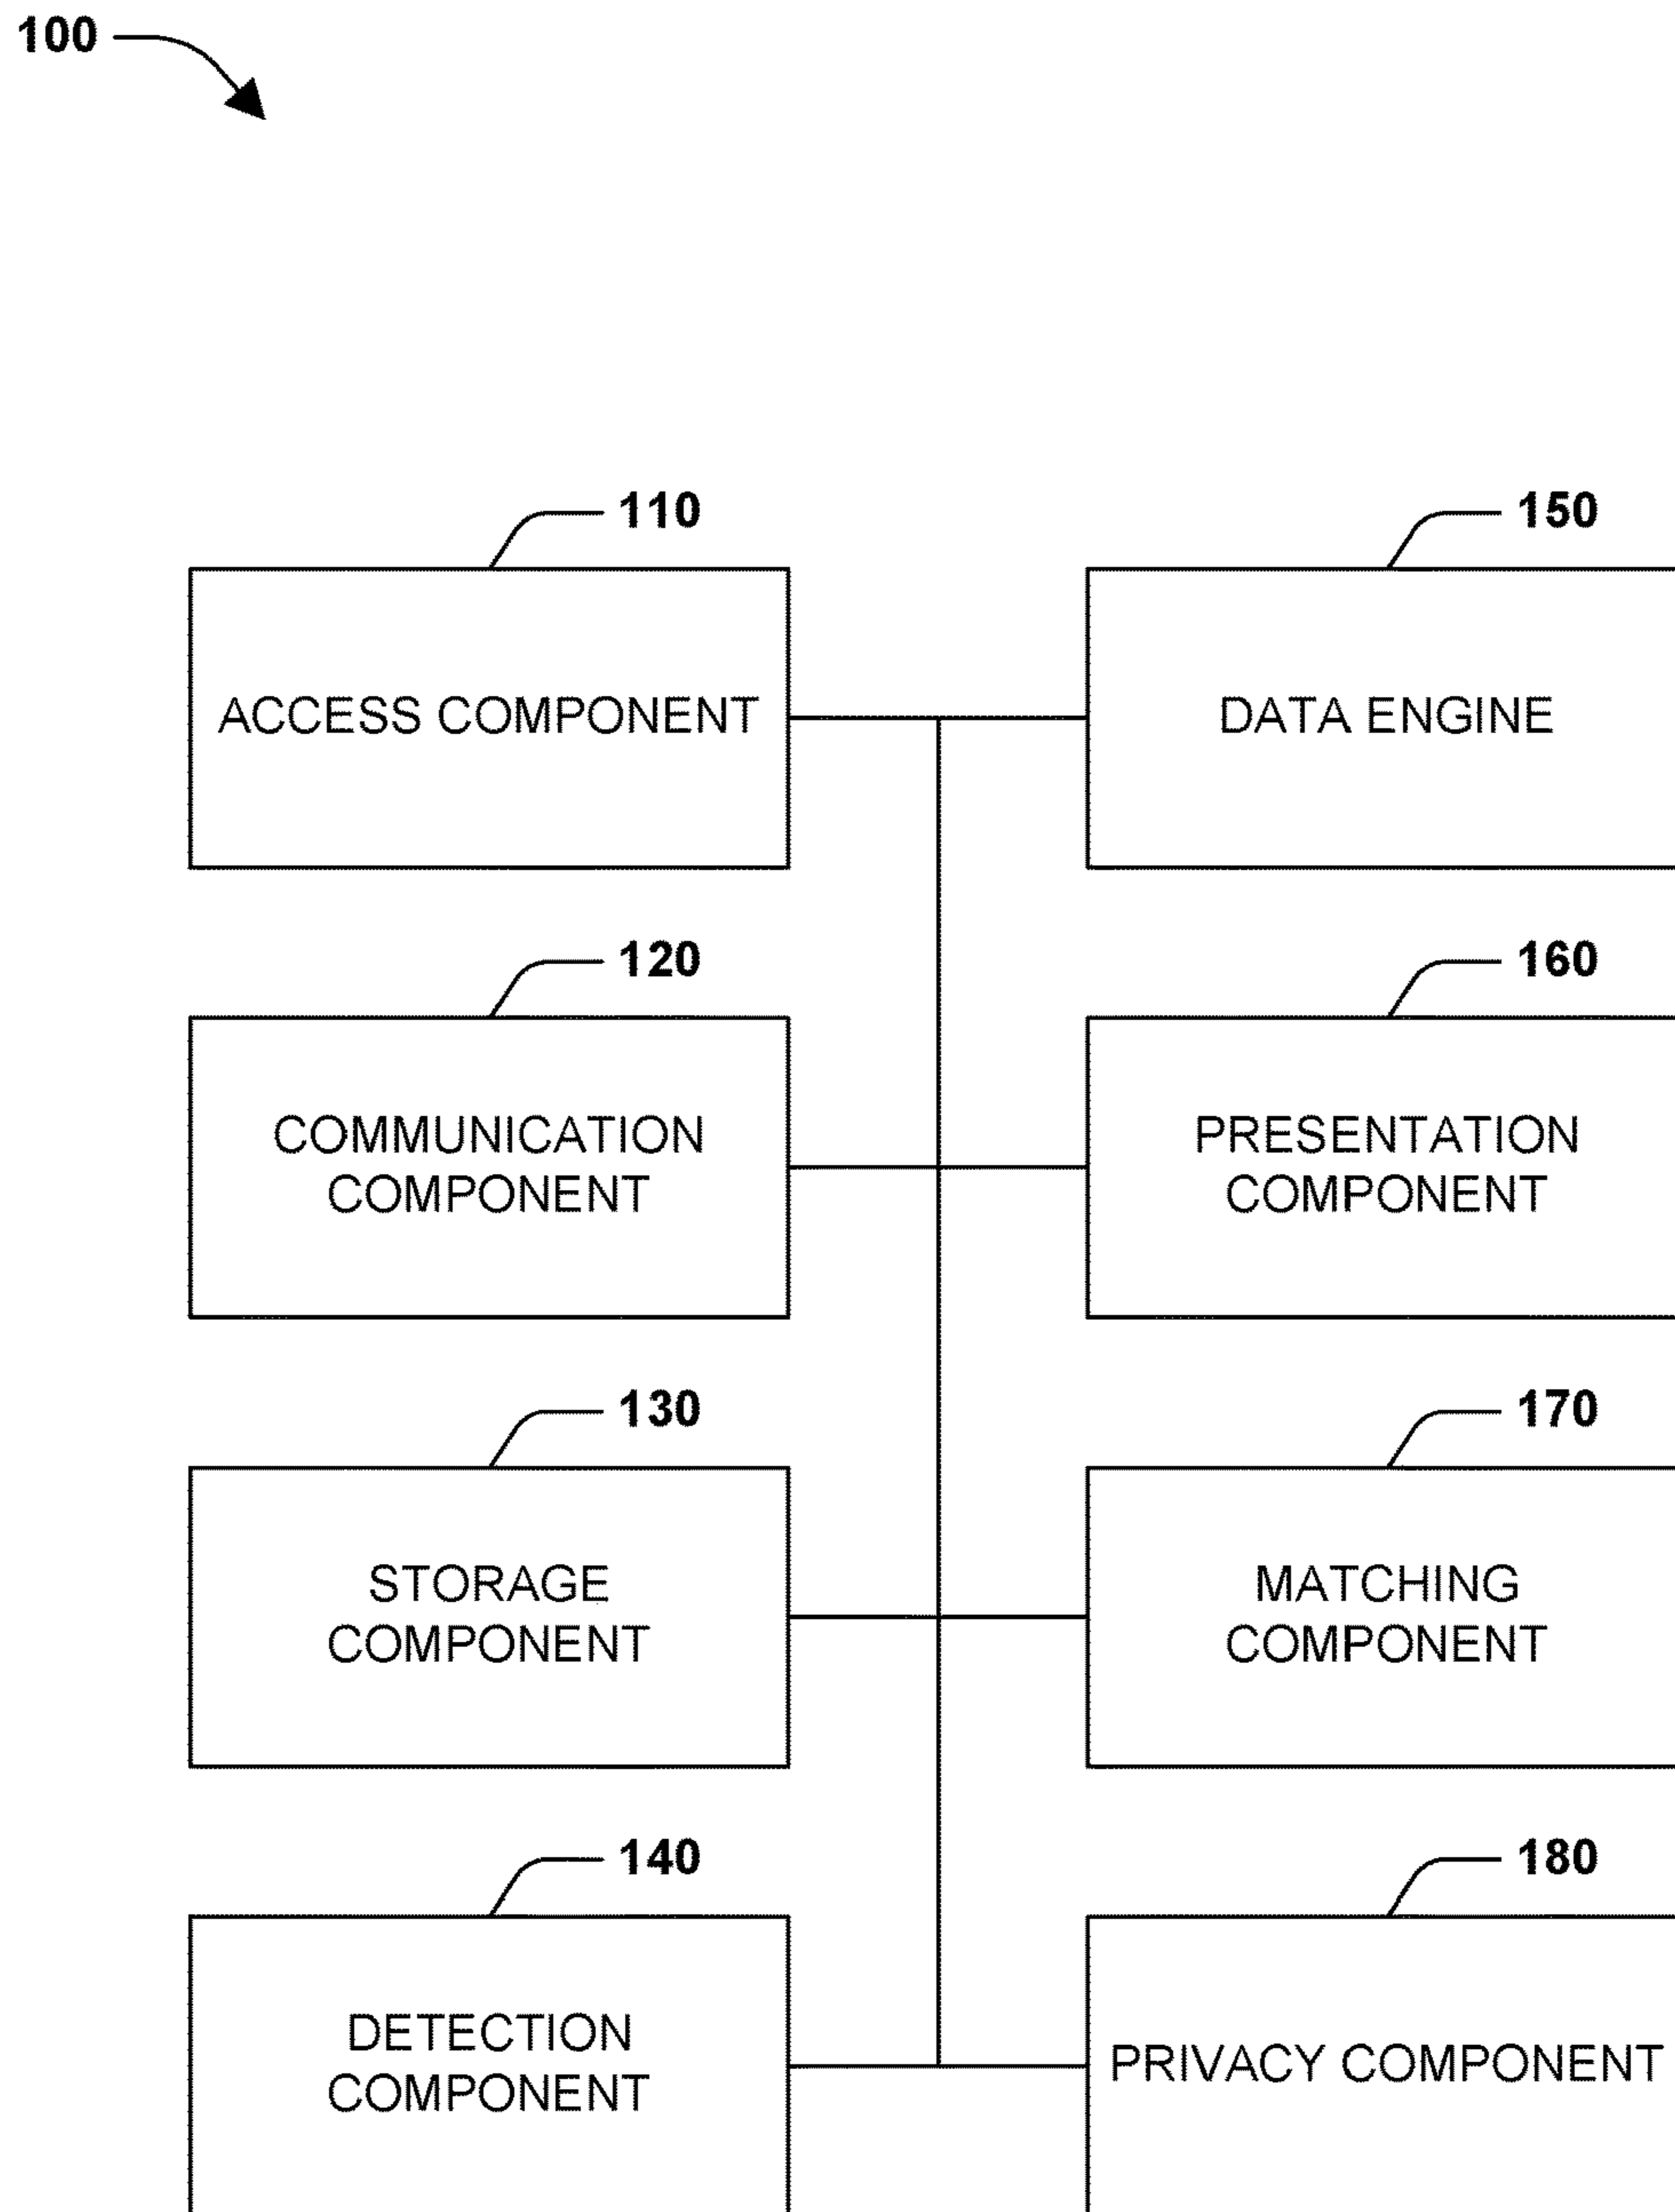 100
110
150
ACCESS COMPONENT
DATA ENGINE
120
160
COMMUNICATION
COMPONENT
PRESENTATION
COMPONENT
130
170
STORAGE
COMPONENT
MATCHING
COMPONENT
140
180
DETECTION
COMPONENT
PRIVACY COMPONENT